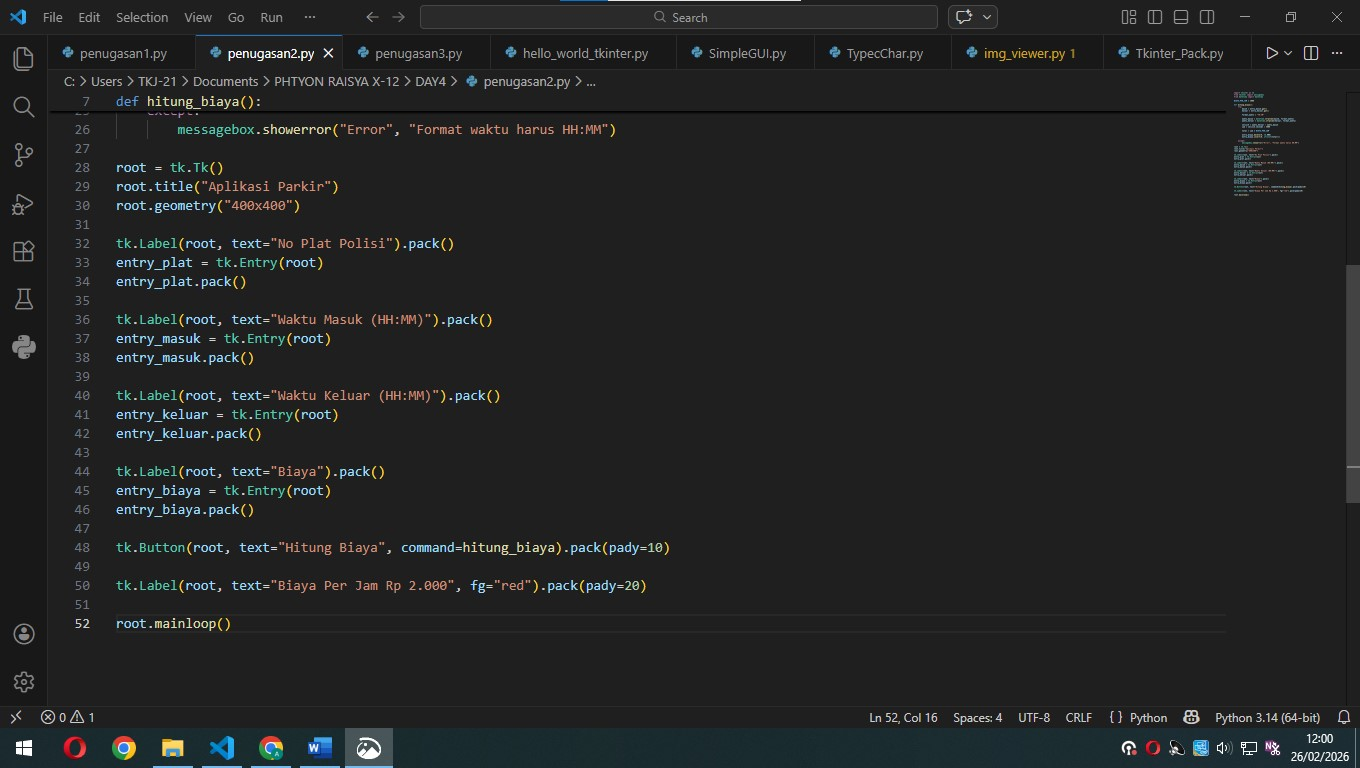 File Edit Selection View Go Run ··· Search
penugasan1.py penugasan2.py penugasan3.py hello_world_tkinter.py SimpleGUI.py TypecChar.py img_viewer.py 1 Tkinter_Pack.py
C: > Users > TKJ-21 > Documents > PHTYON RAISYA X-12 > DAY4 > penugasan2.py > ...
7 def hitung_biaya():
except:
26 messagebox.showerror("Error", "Format waktu harus HH:MM")
27
28 root = tk.Tk()
29 root.title("Aplikasi Parkir")
30 root.geometry("400x400")
31
32 tk.Label(root, text="No Plat Polisi").pack()
33 entry_plat = tk.Entry(root)
34 entry_plat.pack()
35
36 tk.Label(root, text="Waktu Masuk (HH:MM)").pack()
37 entry_masuk = tk.Entry(root)
38 entry_masuk.pack()
39
40 tk.Label(root, text="Waktu Keluar (HH:MM)").pack()
41 entry_keluar = tk.Entry(root)
42 entry_keluar.pack()
43
44 tk.Label(root, text="Biaya").pack()
45 entry_biaya = tk.Entry(root)
46 entry_biaya.pack()
47
48 tk.Button(root, text="Hitung Biaya", command=hitung_biaya).pack(pady=10)
49
50 tk.Label(root, text="Biaya Per Jam Rp 2.000", fg="red").pack(pady=20)
51
52 root.mainloop()
0 1 Ln 52, Col 16 Spaces: 4 UTF-8 CRLF { } Python Python 3.14 (64-bit)
12:00
26/02/2026